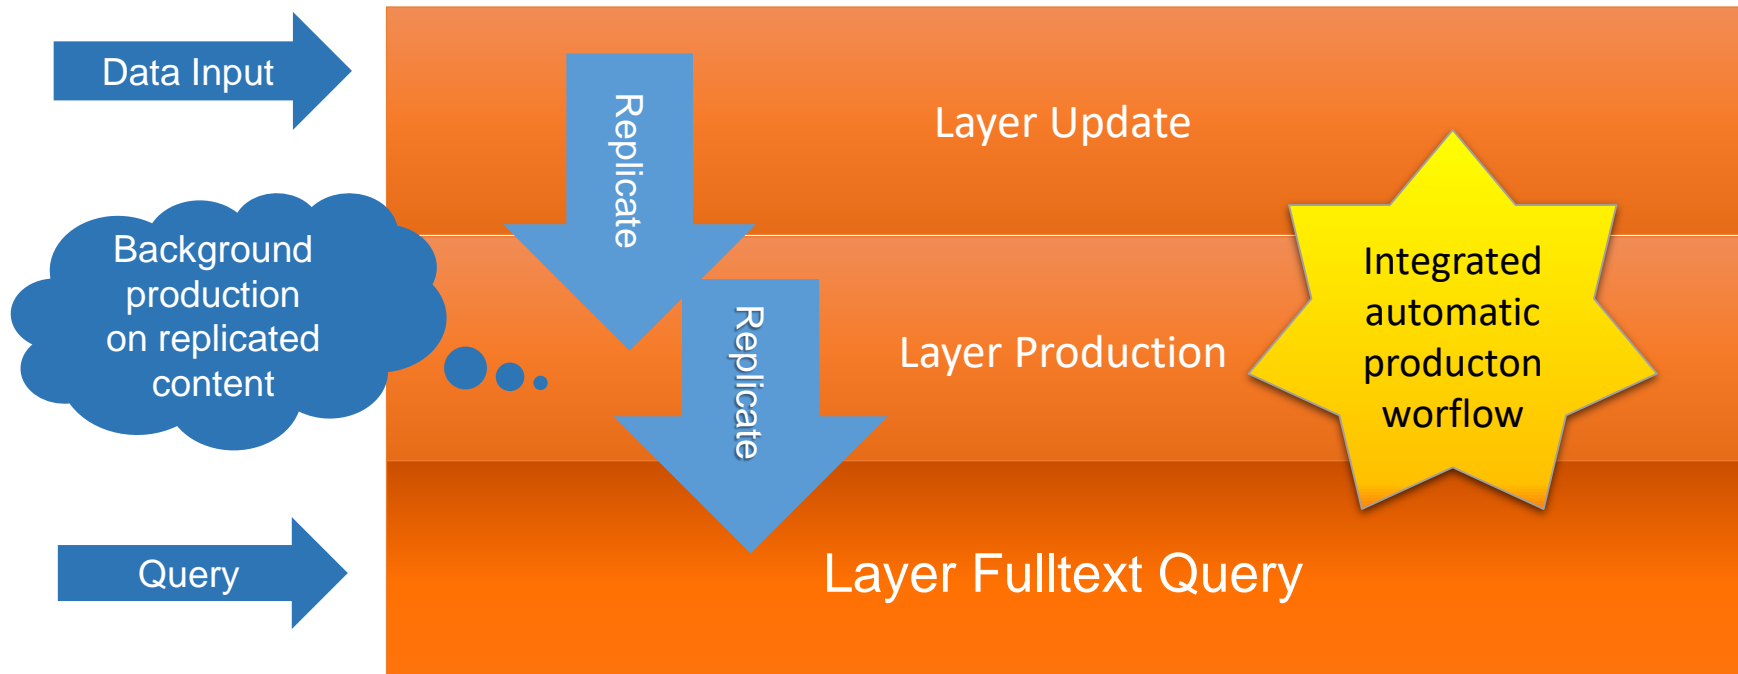 Data Input
Replicate
Layer Update
Background
production
on replicated
content
Replicate
Layer Production
Integrated
automatic
producton
worflow
Query
Layer Fulltext Query